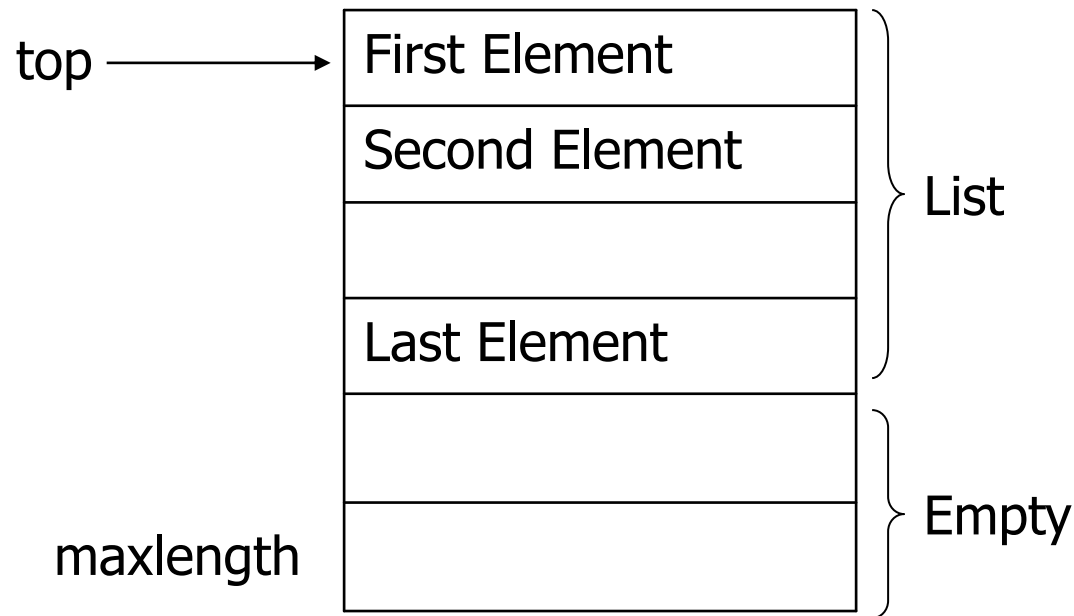 top
First Element
Second Element
List
Last Element
Empty
maxlength